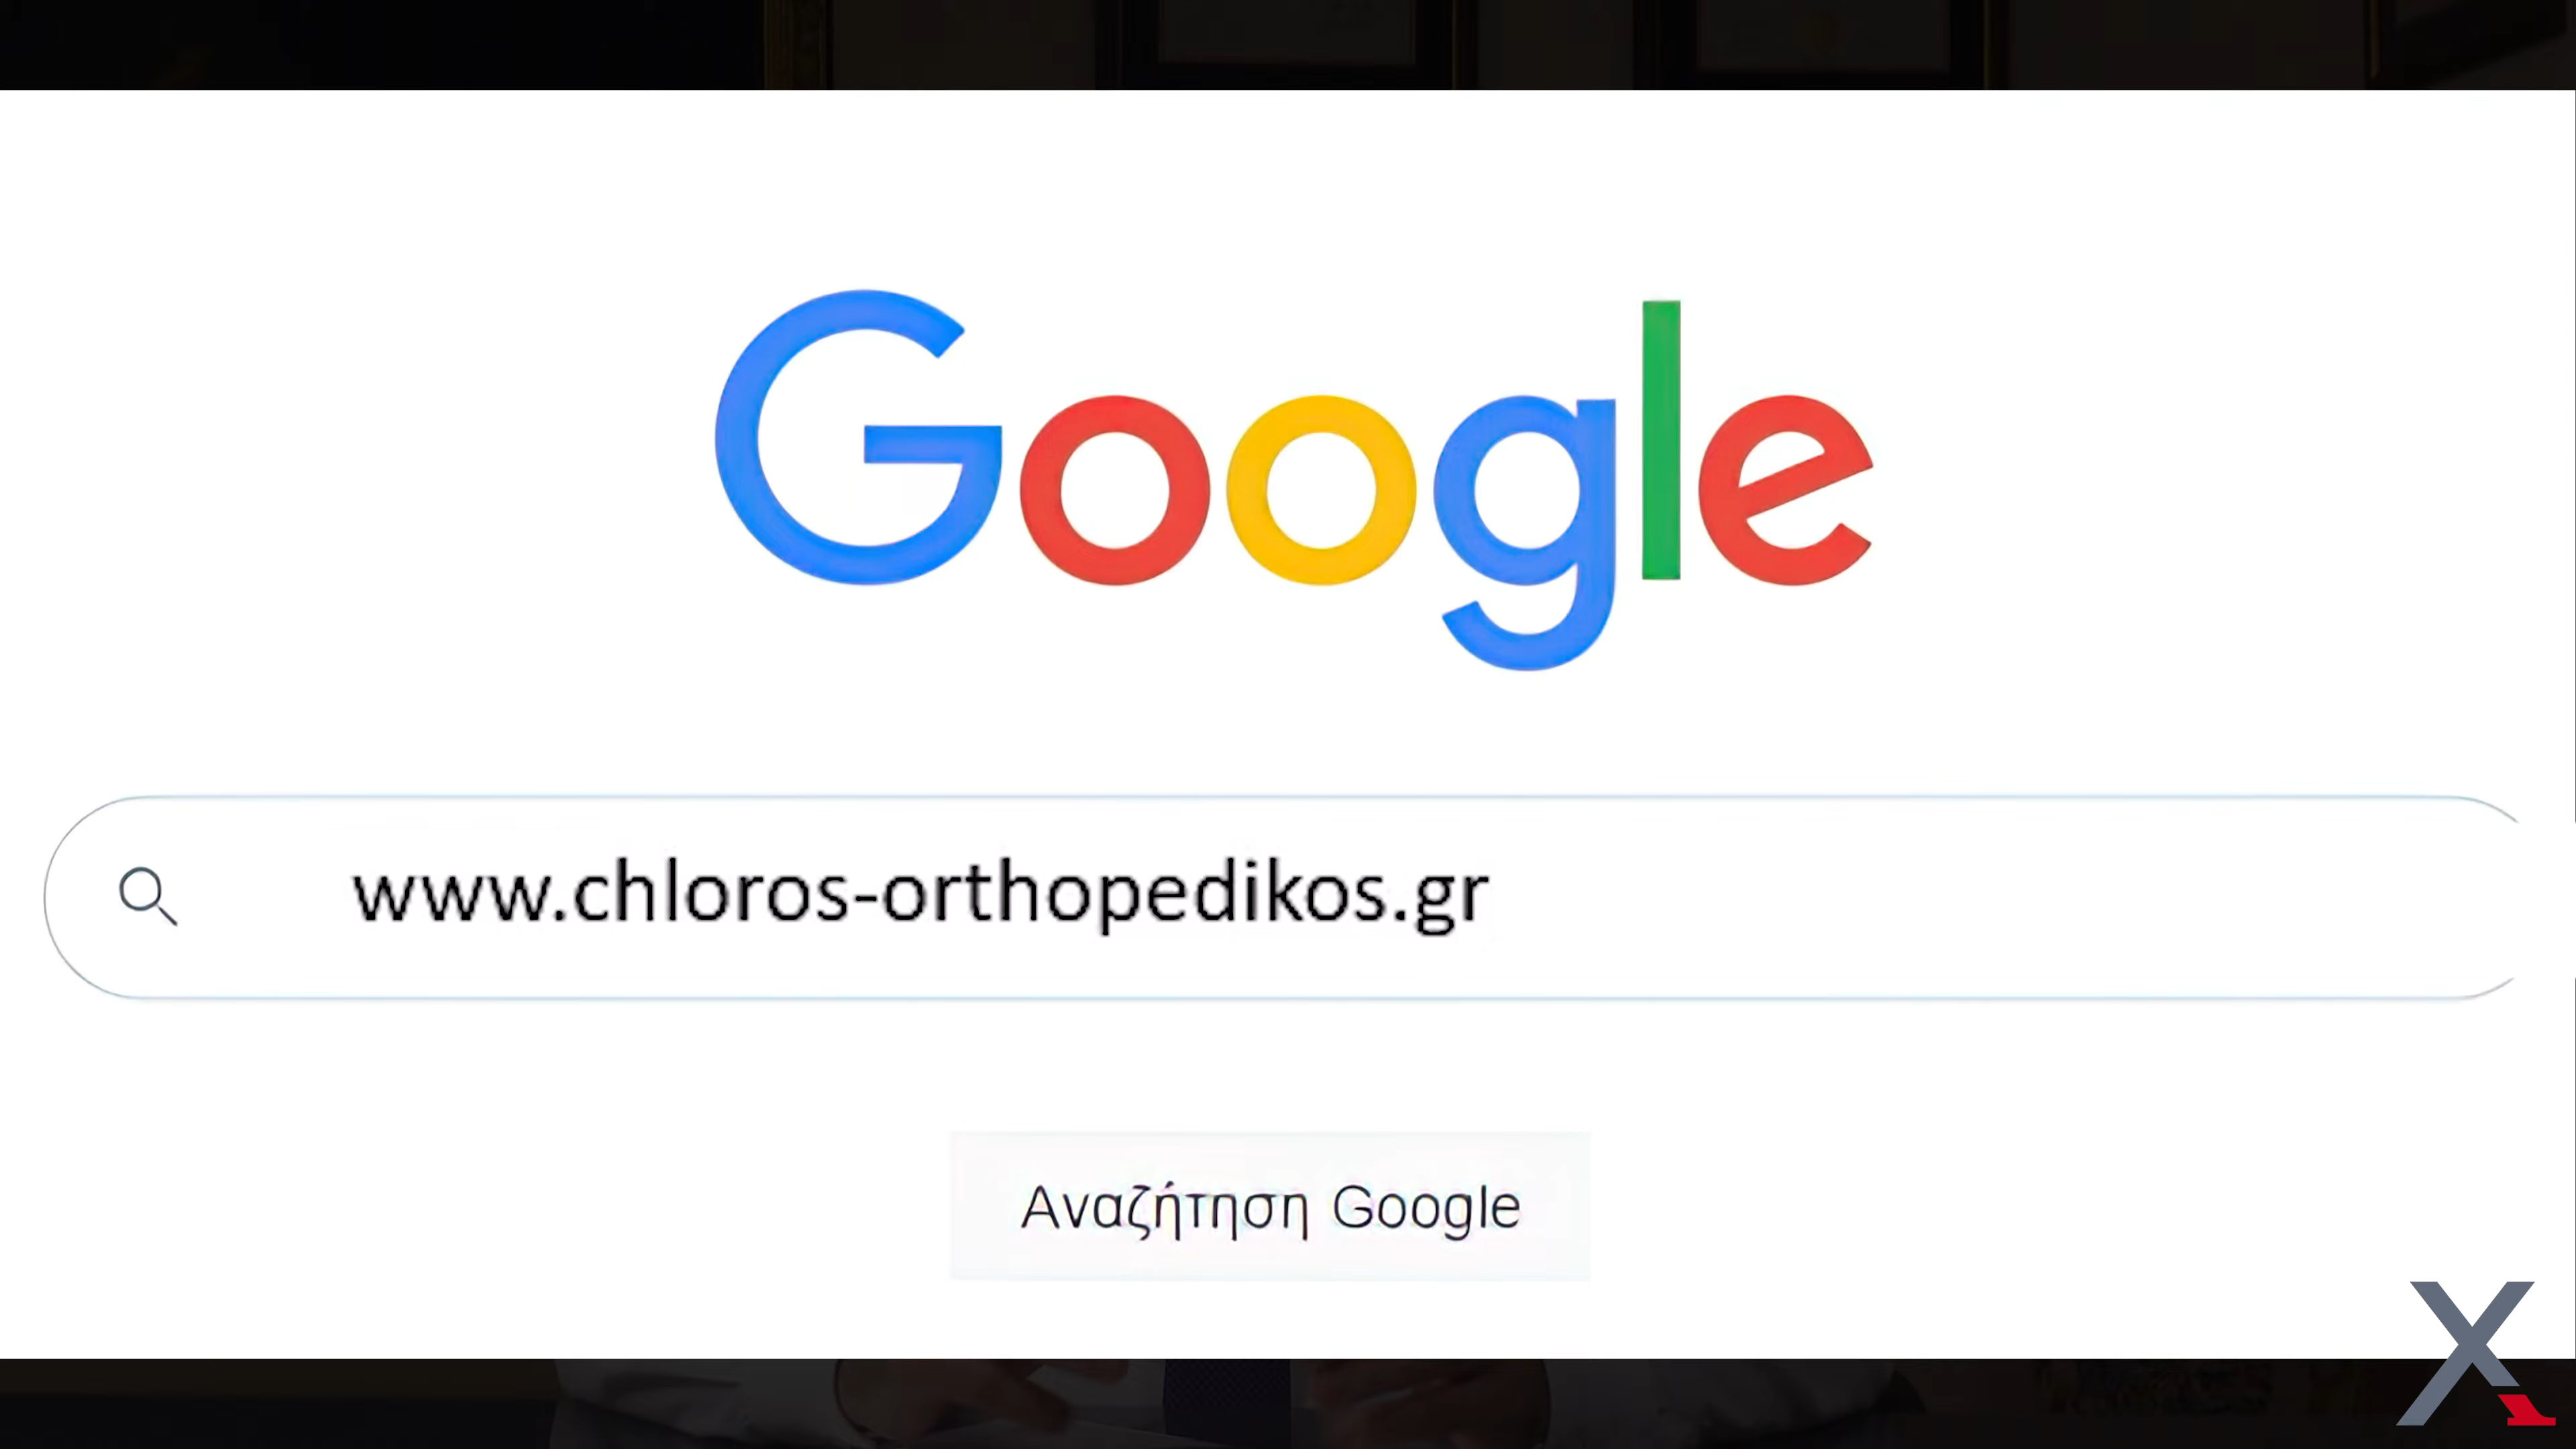 Google
www.chloros-orthopedikos.gr
Αναζήτηση Google
X